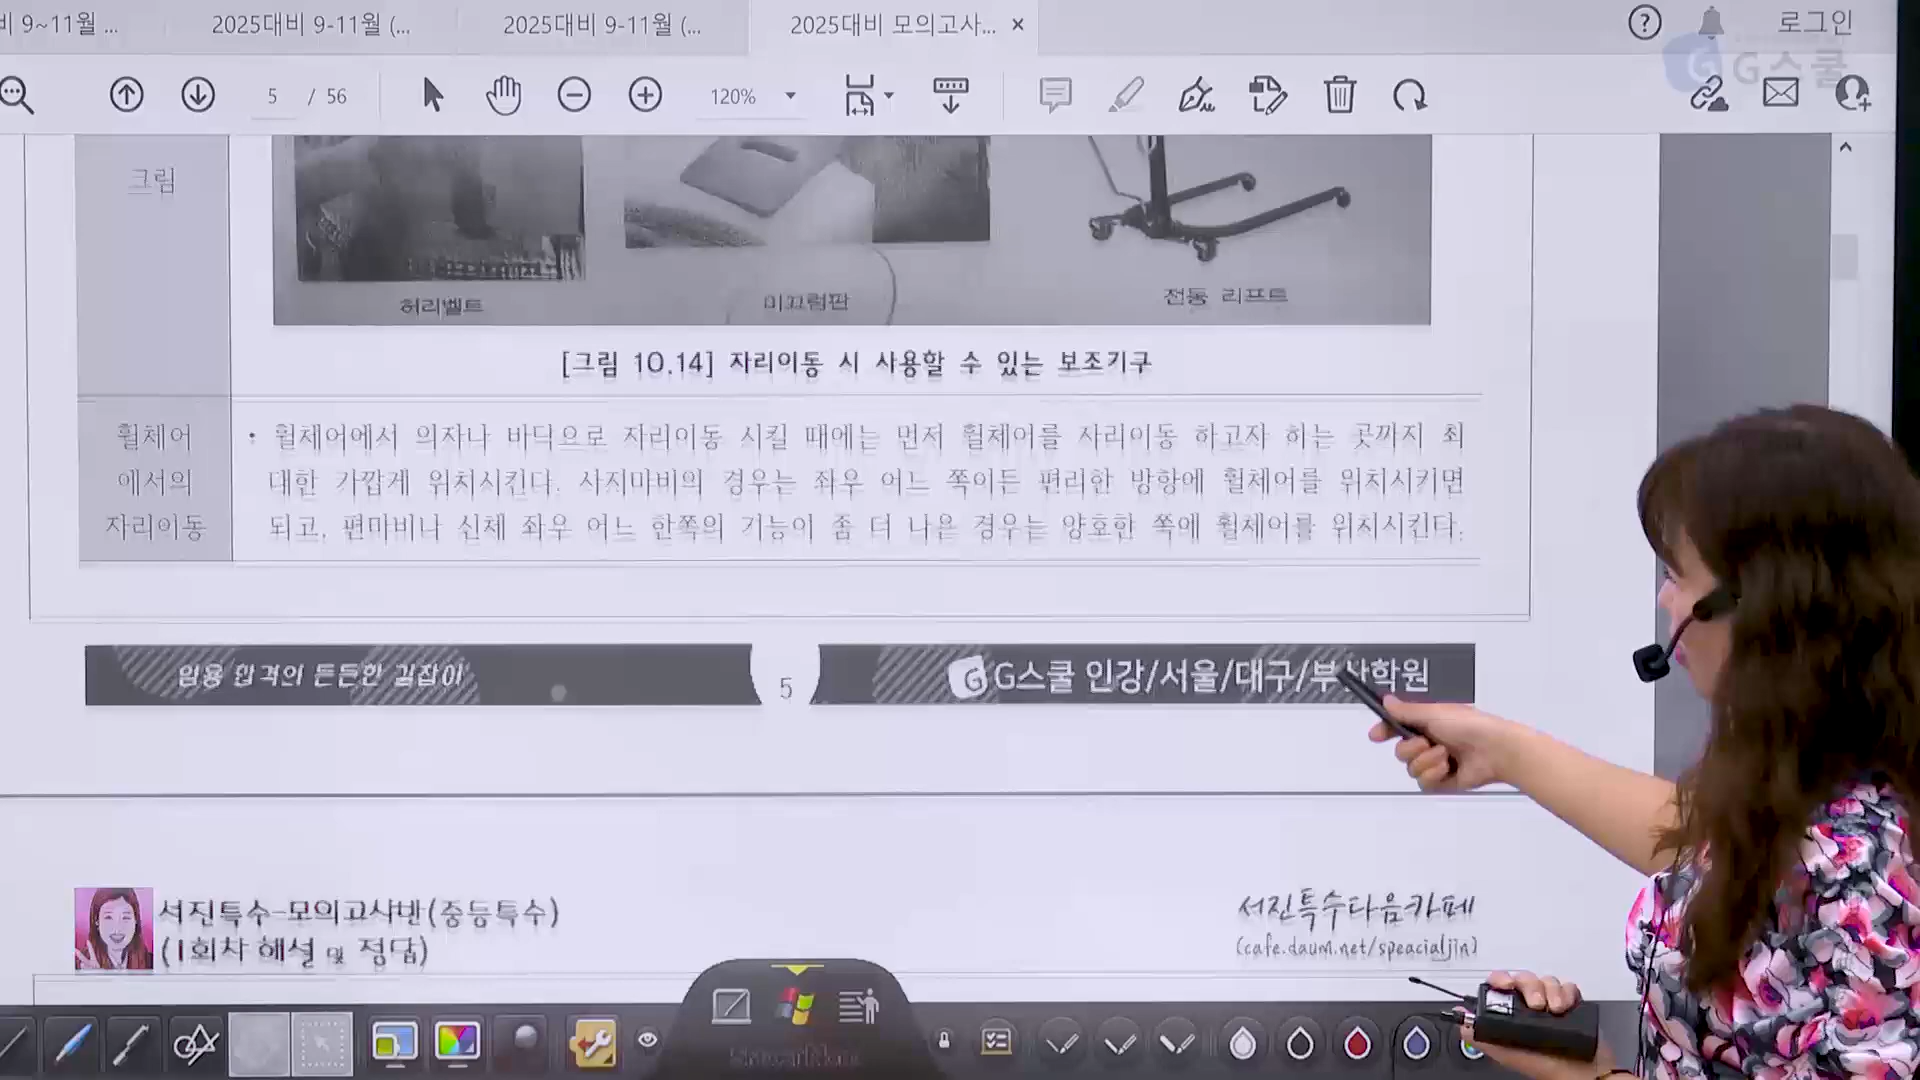 비 9~11월 ...
2025대비 9-11월 (...
2025대비 9-11월 (...
2025대비 모의고사... ×
로그인
G스쿨
5 / 56
120%
그림
허리벨트
미끄럼판
전동 리프트
[그림 10.14] 자리이동 시 사용할 수 있는 보조기구
휠체어
에서의
자리이동
• 휠체어에서 의자나 바닥으로 자리이동 시킬 때에는 먼저 휠체어를 자리이동 하고자 하는 곳까지 최
대한 가깝게 위치시킨다. 사지마비의 경우는 좌우 어느 쪽이든 편리한 방향에 휠체어를 위치시키면
되고, 편마비나 신체 좌우 어느 한쪽의 기능이 좀 더 나은 경우는 양호한 쪽에 휠체어를 위치시킨다.
임용 합격의 든든한 길잡이
5
G스쿨 인강/서울/대구/부산학원
서진특수-모의고사반(중등특수)
(1회차 해설 및 정답)
서진특수다음카페
(cafe.daum.net/speacialjin)